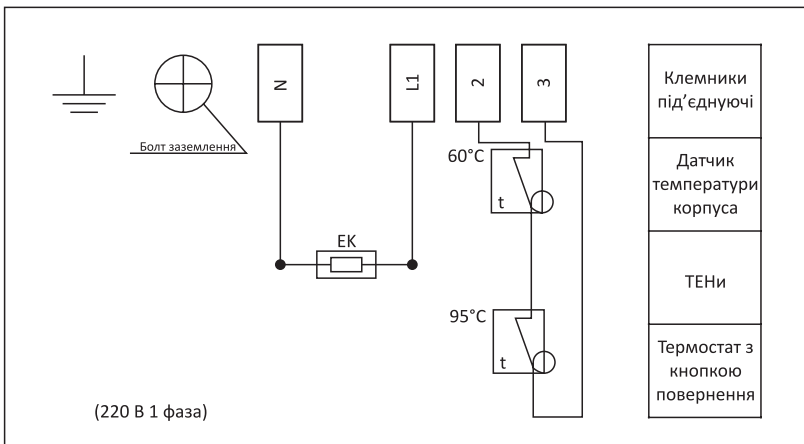 N
L1
2
3
Клемники
під’єднуючі
Болт заземлення
60°C
t
Датчик
температури
корпуса
EK
ТЕНи
95°C
t
Термостат з
кнопкою
повернення
(220 В 1 фаза)